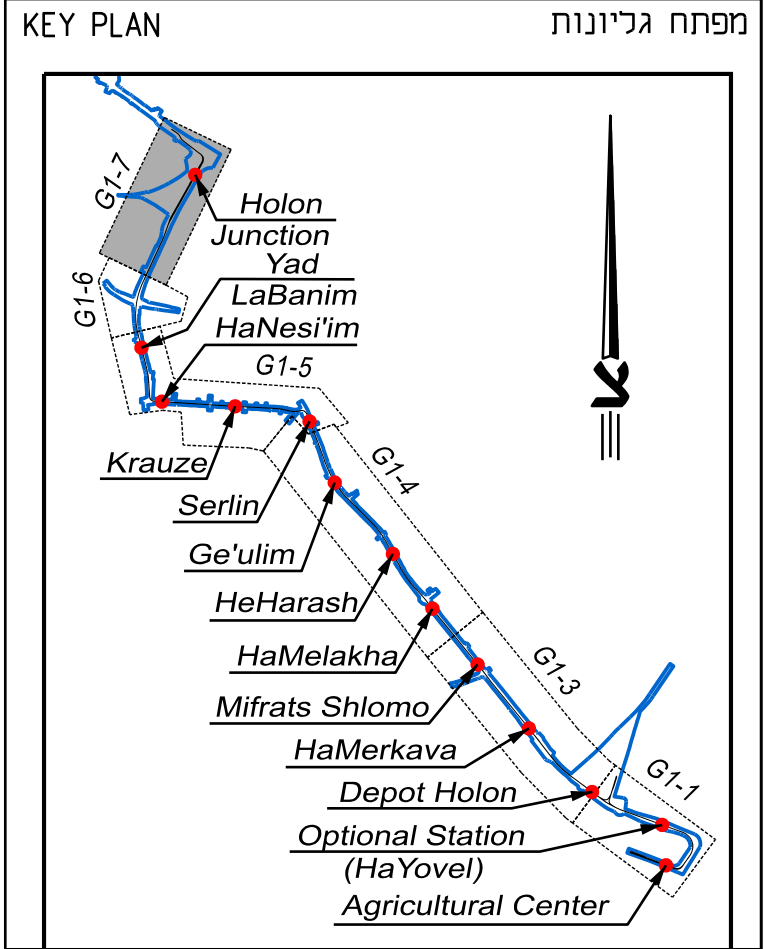 KEY PLAN
מפתח גליונות
G1-7
Holon
Junction
Yad
LaBanim
G1-6
HaNesi'im
G1-5
Krauze
G1-4
Serlin
Ge'ulim
HeHarash
HaMelakha
G1-3
Mifrats Shlomo
HaMerkava
G1-1
Depot Holon
Optional Station
(HaYovel)
Agricultural Center